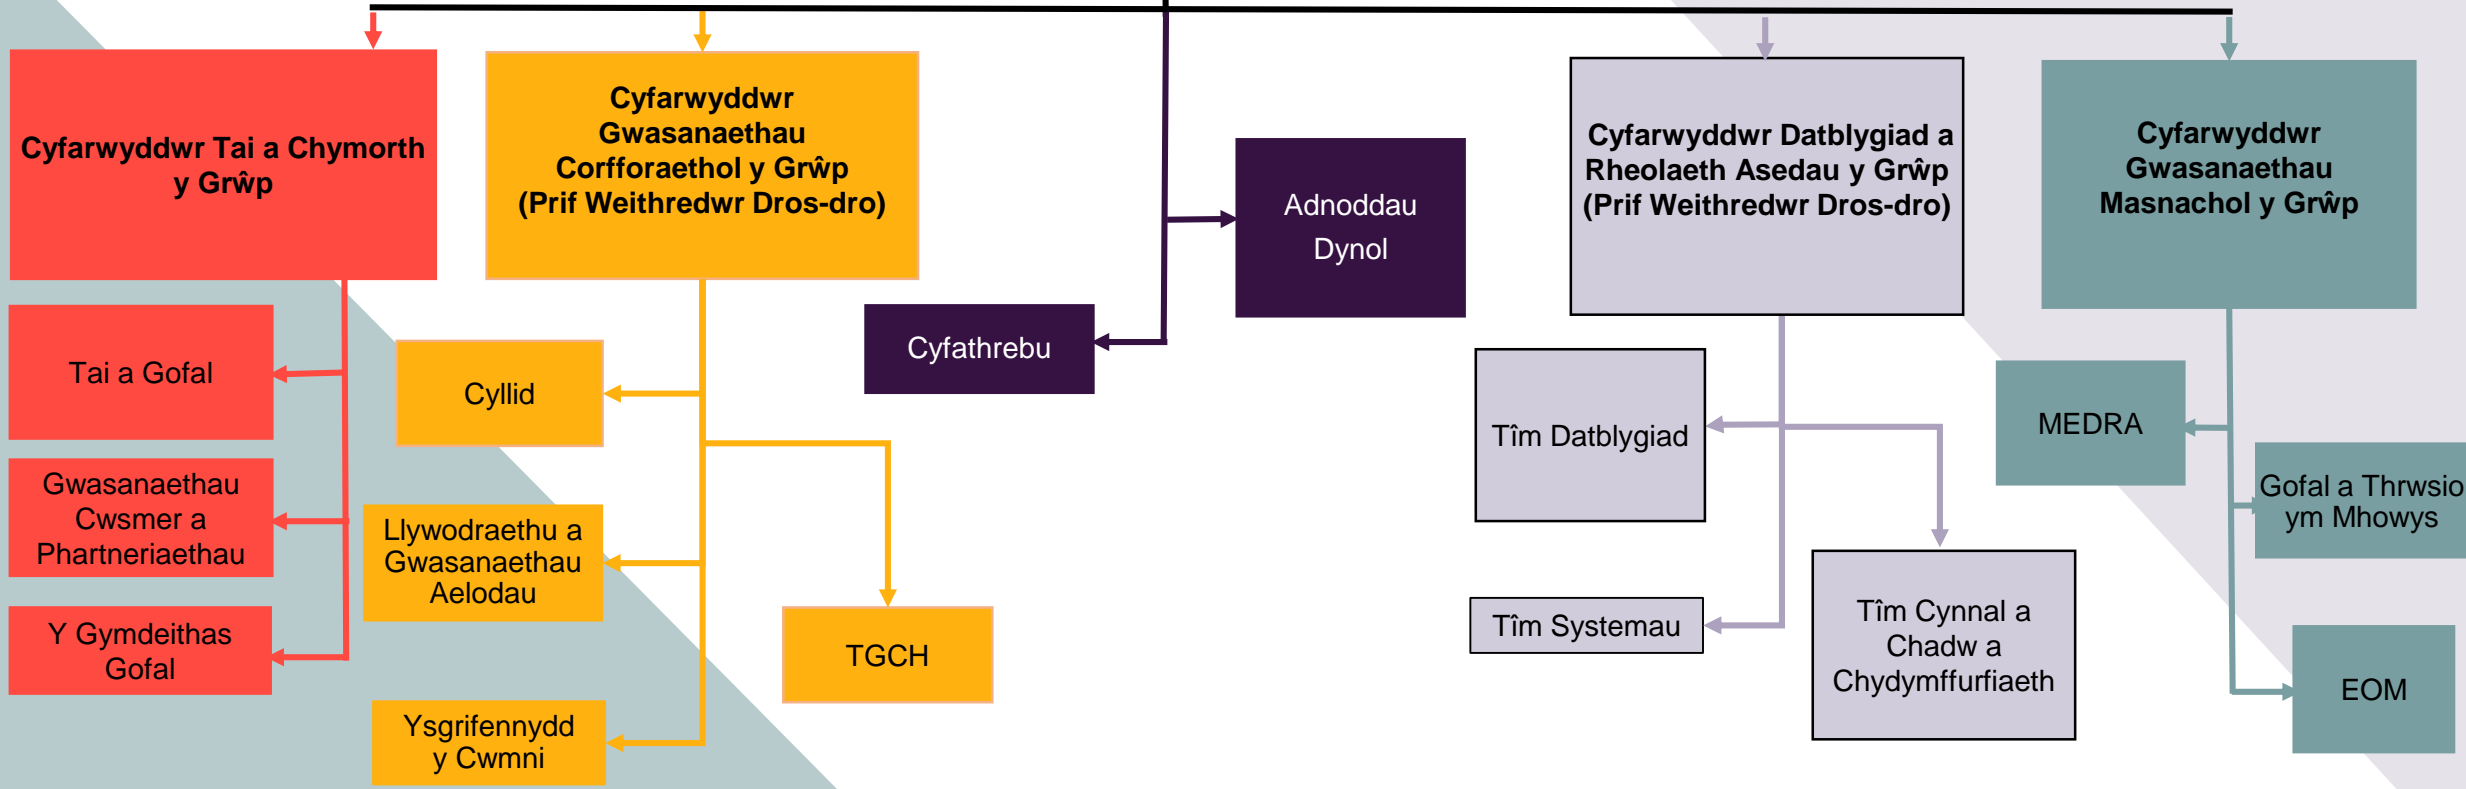 Cyfarwyddwr Tai a Chymorth
y Grŵp
Cyfarwyddwr
Gwasanaethau
Corfforaethol y Grŵp
(Prif Weithredwr Dros-dro)
Adnoddau
Dynol
Cyfarwyddwr Datblygiad a
Rheolaeth Asedau y Grŵp
(Prif Weithredwr Dros-dro)
Cyfarwyddwr
Gwasanaethau
Masnachol y Grŵp
Tai a Gofal
Gwasanaethau
Cwsmer a
Phartneriaethau
Y Gymdeithas
Gofal
Cyllid
Llywodraethu a
Gwasanaethau
Aelodau
TGCH
Ysgrifennydd
y Cwmni
Cyfathrebu
Tîm Datblygiad
Tîm Systemau
Tîm Cynnal a
Chadw a
Chydymffurfiaeth
MEDRA
Gofal a Thrwsio
ym Mhowys
EOM